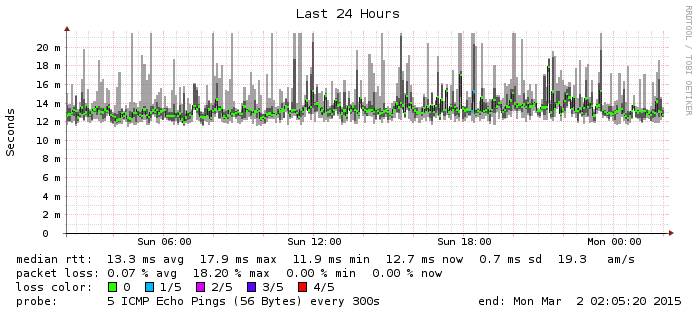 Last 24 Hours
RRDTOOL / TOBI OETIKER
Seconds
20 m
18 m
16 m
14 m
12 m
10 m
8 m
6 m
4 m
2 m
0
Sun 06:00 Sun 12:00 Sun 18:00 Mon 00:00
median rtt: 13.3 ms avg 17.9 ms max 11.9 ms min 12.7 ms now 0.7 ms sd 19.3 am/s
packet loss: 0.07 % avg 18.20 % max 0.00 % min 0.00 % now
loss color: 0 1/5 2/5 3/5 4/5
probe: 5 ICMP Echo Pings (56 Bytes) every 300s end: Mon Mar 2 02:05:20 2015